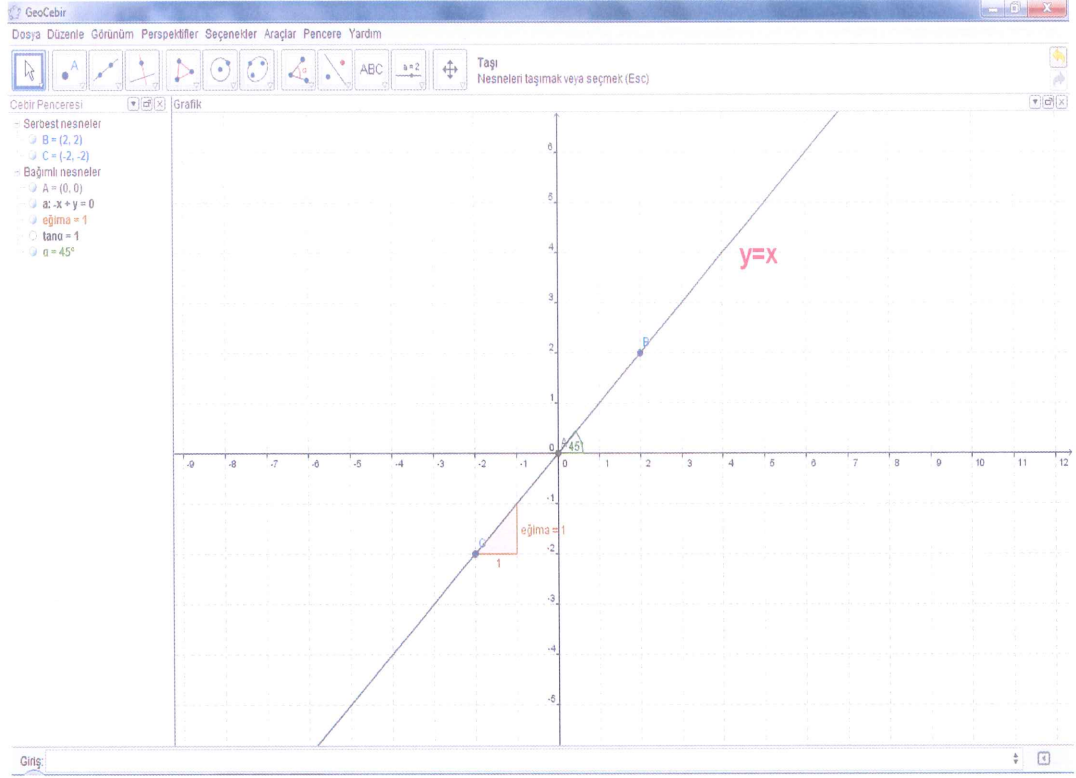 GeoCebir
Dosya Düzenle Görünüm Perspektifler Seçenekler Araçlar Pencere Yardım
A
α
ABC
a=2
Taşı
Nesneleri taşımak veya seçmek (Esc)
Cebir Penceresi
Grafik
Serbest nesneler
B = (2, 2)
C = (-2, -2)
Bağımlı nesneler
A = (0, 0)
a: -x + y = 0
eğima = 1
tanα = 1
α = 45°
6
5
4
3
2
1
0
-1
-2
-3
-4
-5
-9 -8 -7 -6 -5 -4 -3 -2 -1 0 1 2 3 4 5 6 7 8 9 10 11 12
y=x
B
A
45°
C
eğima = 1
1
Giriş: